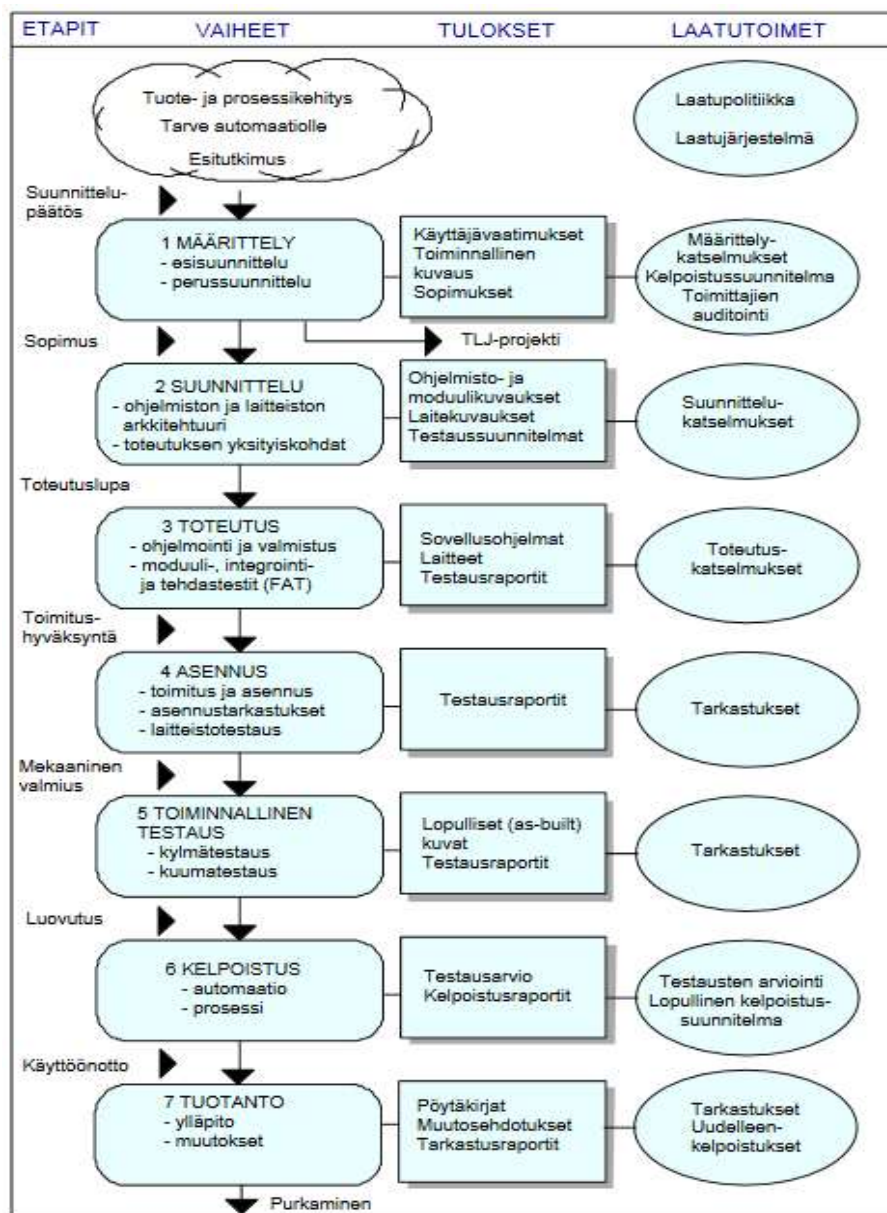 ETAPIT
VAIHEET
TULOKSET
LAATUTOIMET
Tuote- ja prosessikehitys
Tarve automaatiolle
Esitutkimus
Laatupolitiikka
Laatujärjestelmä
Suunnittelu-
päätös
1 MÄÄRITTELY
- esisuunnittelu
- perussuunnittelu
Käyttäjävaatimukset
Toiminnallinen
kuvaus
Sopimukset
Määrittely-
katselmukset
Kelpoistussuunnitelma
Toimittajien
auditointi
Sopimus
TLJ-projekti
2 SUUNNITTELU
- ohjelmiston ja laitteiston
arkkitehtuuri
- toteutuksen yksityiskohdat
Ohjelmisto- ja
moduulikuvaukset
Laitekuvaukset
Testaussuunnitelmat
Suunnittelu-
katselmukset
Toteutuslupa
3 TOTEUTUS
- ohjelmointi ja valmistus
- moduuli-, integrointi-
ja tehdastestit (FAT)
Sovellusohjelmat
Laitteet
Testausraportit
Toteutus-
katselmukset
Toimitus-
hyväksyntä
4 ASENNUS
- toimitus ja asennus
- asennustarkastukset
- laitteistotestaus
Testausraportit
Tarkastukset
Mekaaninen
valmius
5 TOIMINNALLINEN
TESTAUS
- kylmätestaus
- kuumatestaus
Lopulliset (as-built)
kuvat
Testausraportit
Tarkastukset
Luovutus
6 KELPOISTUS
- automaatio
- prosessi
Testausarvio
Kelpoistusraportit
Testausten arviointi
Lopullinen kelpoistus-
suunnitelma
Käyttöönotto
7 TUOTANTO
- ylläpito
- muutokset
Pöytäkirjat
Muutosehdotukset
Tarkastusraportit
Tarkastukset
Uudelleen-
kelpoistukset
Purkaminen